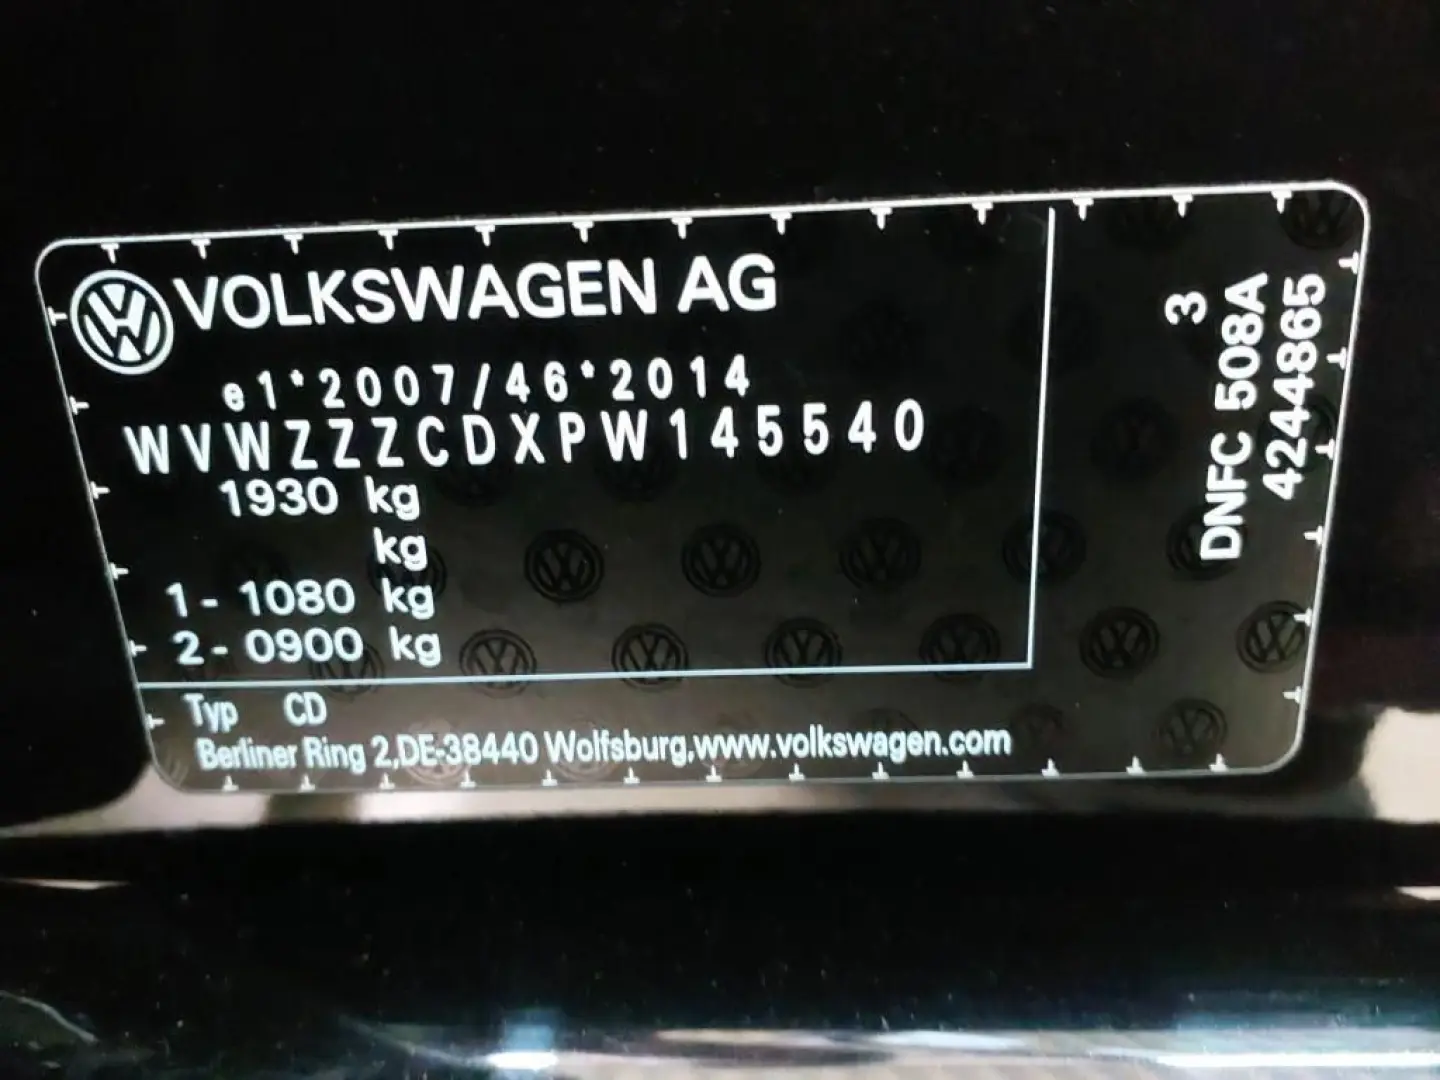 VOLKSWAGEN AG
e1*2007/46*2014
WVWZZZCDXPW145540
1930 kg
kg
1 - 1080 kg
2 - 0900 kg
Typ CD
Berliner Ring 2,DE-38440 Wolfsburg,www.volkswagen.com
3
DNFC 508A
4244865